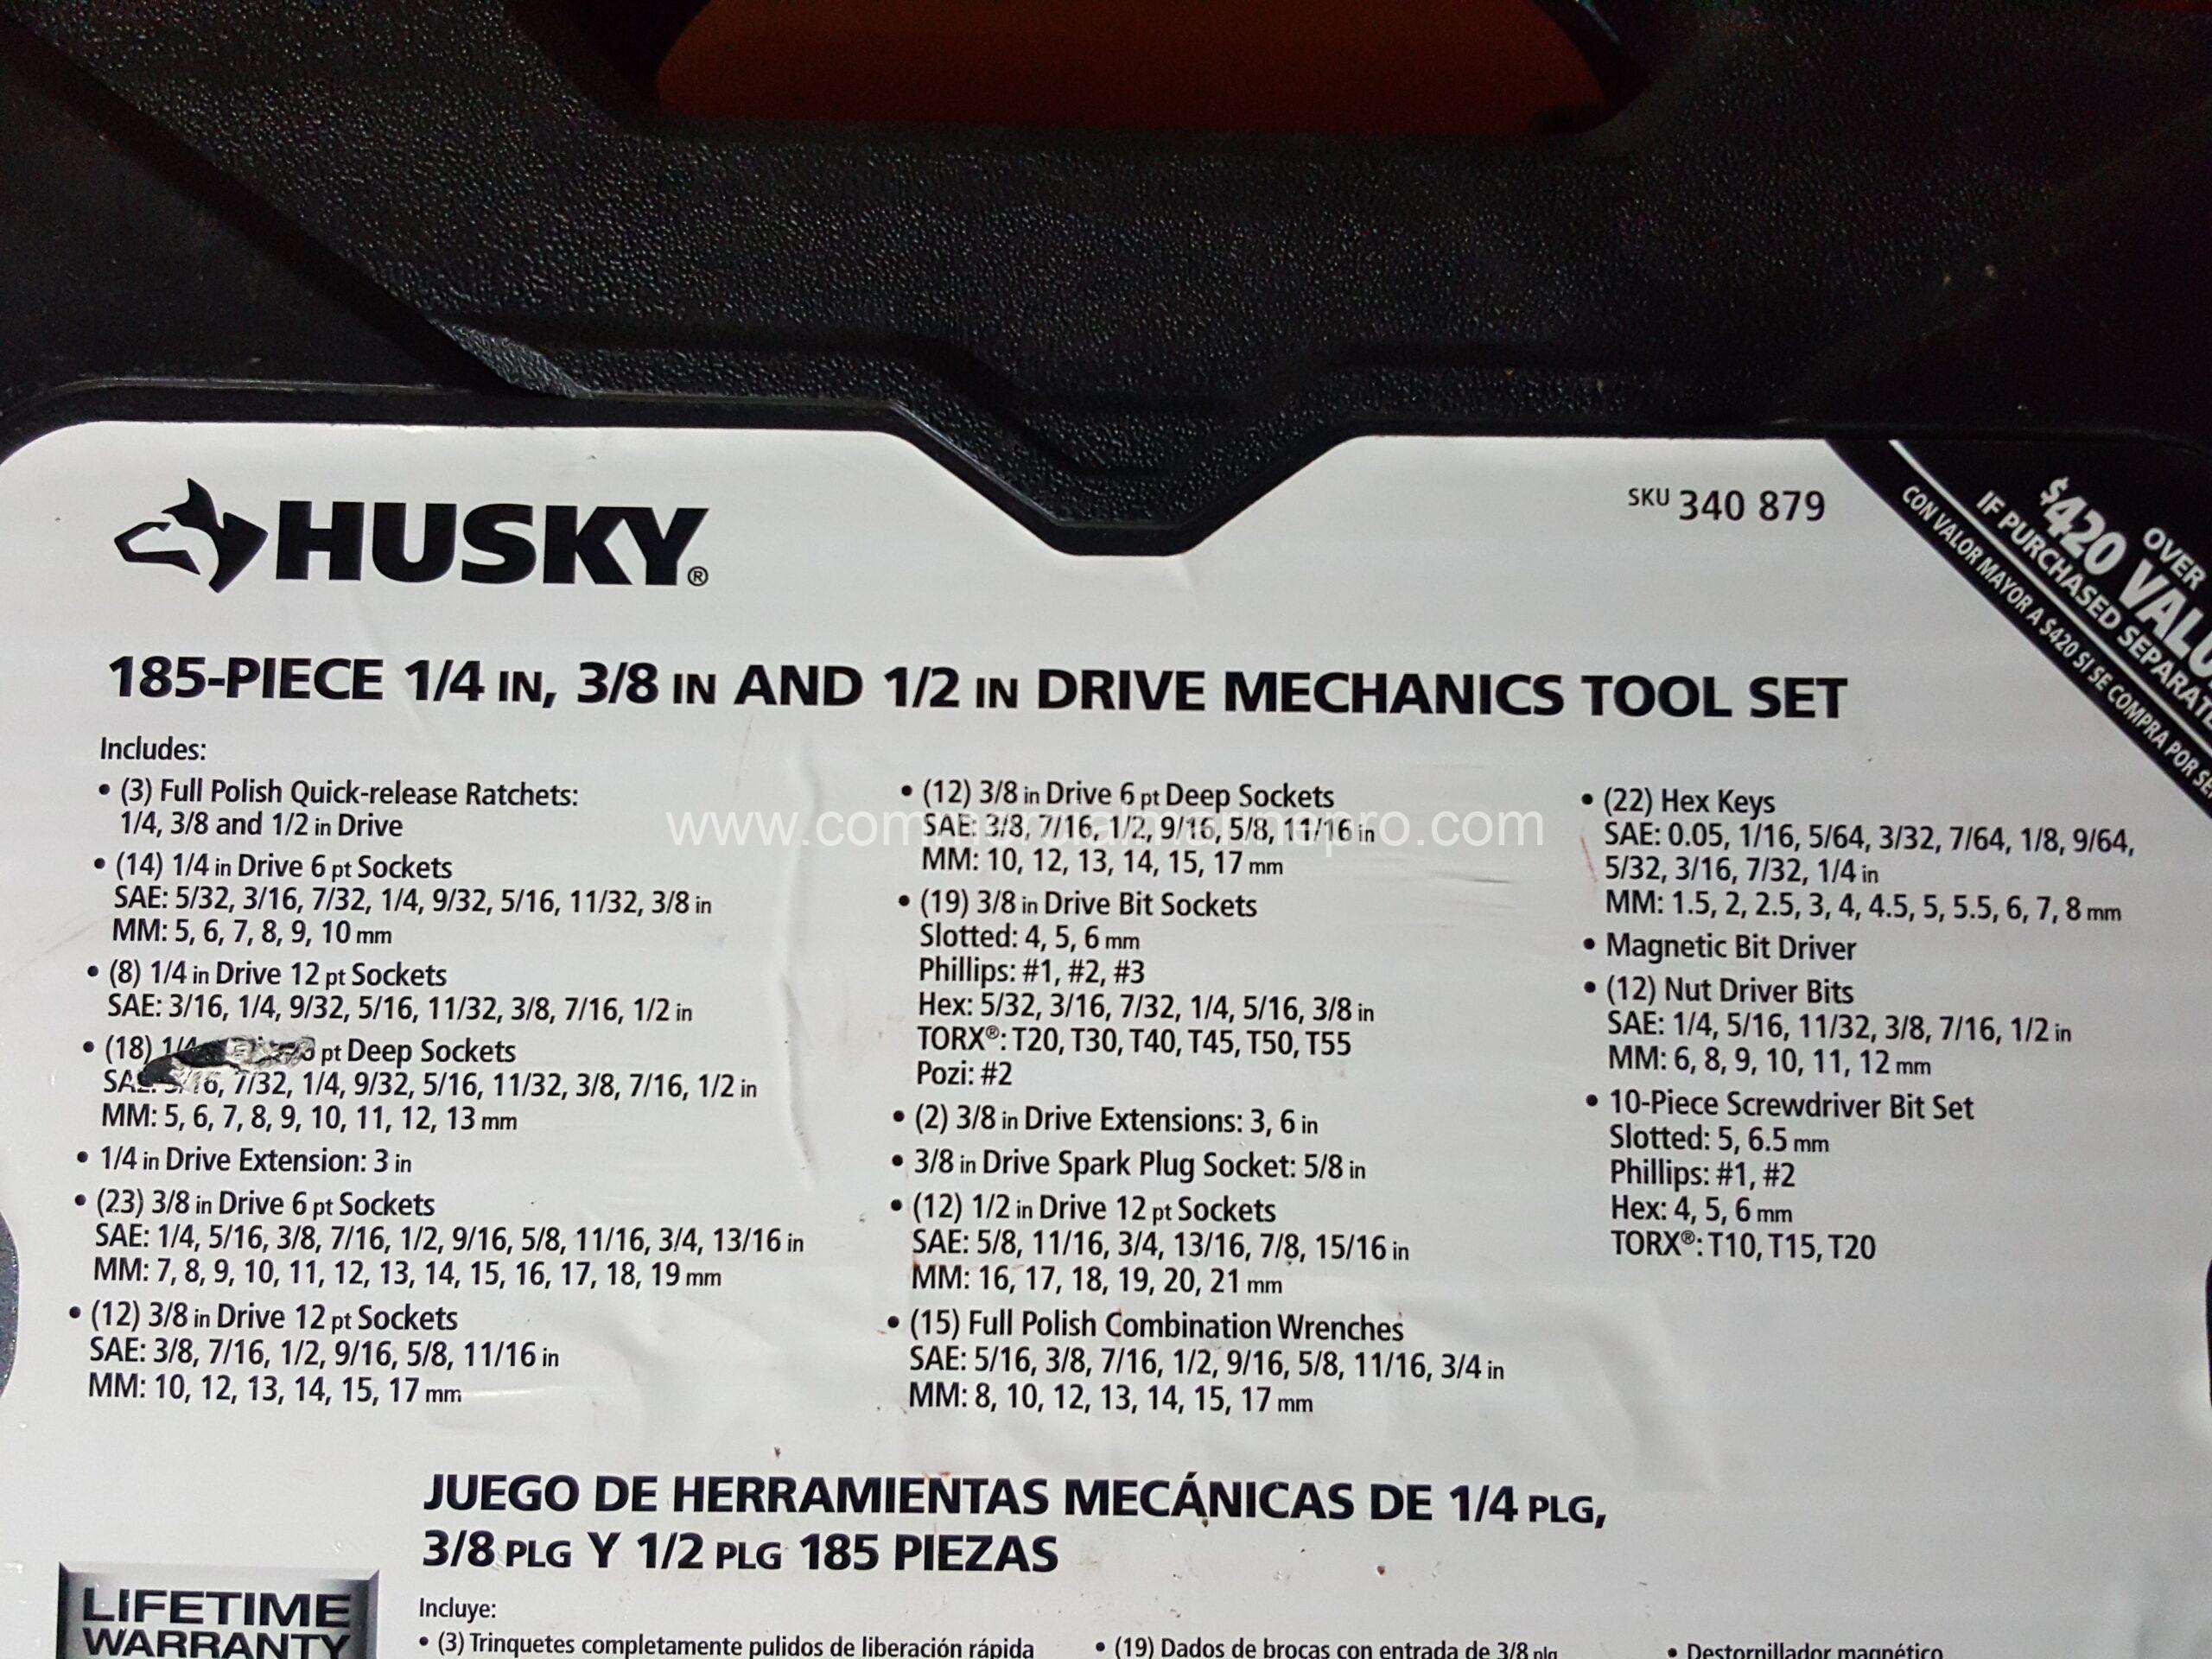 HUSKY®
SKU 340 879
OVER
$420
IF PURCHASED
CON VALOR MAYOR A $420 SI SE COMPRA POR
185-PIECE 1/4 IN, 3/8 IN AND 1/2 IN DRIVE MECHANICS TOOL SET
Includes:
• (3) Full Polish Quick-release Ratchets:
1/4, 3/8 and 1/2 in Drive
• (14) 1/4 in Drive 6 pt Sockets
SAE: 5/32, 3/16, 7/32, 1/4, 9/32, 5/16, 11/32, 3/8 in
MM: 5, 6, 7, 8, 9, 10 mm
• (8) 1/4 in Drive 12 pt Sockets
SAE: 3/16, 1/4, 9/32, 5/16, 11/32, 3/8, 7/16, 1/2 in
• (18) 1/4 pt Deep Sockets
7/32, 1/4, 9/32, 5/16, 11/32, 3/8, 7/16, 1/2 in
MM: 5, 6, 7, 8, 9, 10, 11, 12, 13 mm
• 1/4 in Drive Extension: 3 in
• (23) 3/8 in Drive 6 pt Sockets
SAE: 1/4, 5/16, 3/8, 7/16, 1/2, 9/16, 5/8, 11/16, 3/4, 13/16 in
MM: 7, 8, 9, 10, 11, 12, 13, 14, 15, 16, 17, 18, 19 mm
• (12) 3/8 in Drive 12 pt Sockets
SAE: 3/8, 7/16, 1/2, 9/16, 5/8, 11/16 in
MM: 10, 12, 13, 14, 15, 17 mm
• (12) 3/8 in Drive 6 pt Deep Sockets
www.commercialmarinepro.com
SAE: 3/8, 7/16, 1/2, 9/16, 5/8, 11/16 in
MM: 10, 12, 13, 14, 15, 17 mm
• (19) 3/8 in Drive Bit Sockets
Slotted: 4, 5, 6 mm
Phillips: #1, #2, #3
Hex: 5/32, 3/16, 7/32, 1/4, 5/16, 3/8 in
TORX®: T20, T30, T40, T45, T50, T55
Pozi: #2
• (2) 3/8 in Drive Extensions: 3, 6 in
• 3/8 in Drive Spark Plug Socket: 5/8 in
• (12) 1/2 in Drive 12 pt Sockets
SAE: 5/8, 11/16, 3/4, 13/16, 7/8, 15/16 in
MM: 16, 17, 18, 19, 20, 21 mm
• (15) Full Polish Combination Wrenches
SAE: 5/16, 3/8, 7/16, 1/2, 9/16, 5/8, 11/16, 3/4 in
MM: 8, 10, 12, 13, 14, 15, 17 mm
• (22) Hex Keys
SAE: 0.05, 1/16, 5/64, 3/32, 7/64, 1/8, 9/64,
5/32, 3/16, 7/32, 1/4 in
MM: 1.5, 2, 2.5, 3, 4, 4.5, 5, 5.5, 6, 7, 8 mm
• Magnetic Bit Driver
• (12) Nut Driver Bits
SAE: 1/4, 5/16, 11/32, 3/8, 7/16, 1/2 in
MM: 6, 8, 9, 10, 11, 12 mm
• 10-Piece Screwdriver Bit Set
Slotted: 5, 6.5 mm
Phillips: #1, #2
Hex: 4, 5, 6 mm
TORX®: T10, T15, T20
JUEGO DE HERRAMIENTAS MECÁNICAS DE 1/4 PLG,
3/8 PLG Y 1/2 PLG 185 PIEZAS
LIFETIME
WARRANTY
Incluye:
• (3) Trinquetes completamente pulidos de liberación rápida
• (19) Dados de brocas con entrada de 3/8 plg
• Destornillador magnético